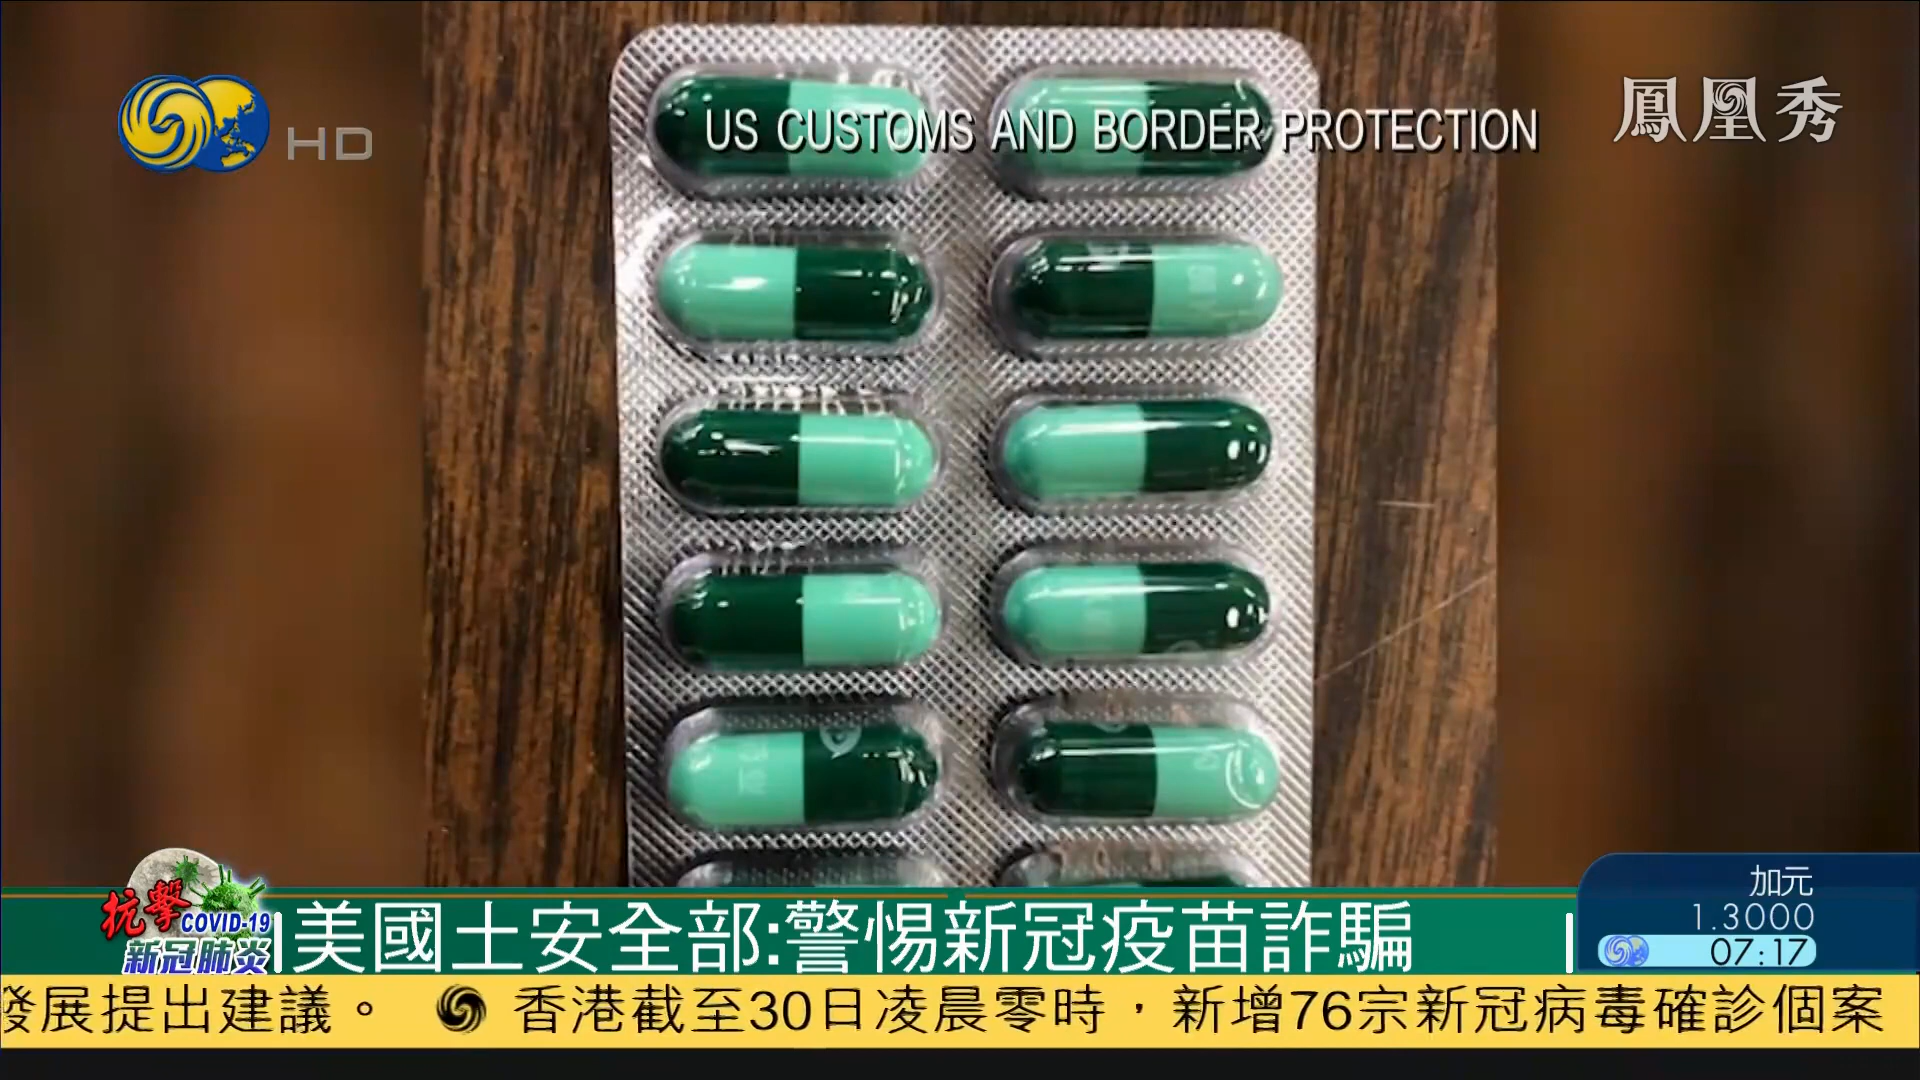 HD
US CUSTOMS AND BORDER PROTECTION
鳳凰秀
抗擊
COVID-19
新冠肺炎
美國土安全部:警惕新冠疫苗詐騙
加元
1.3000
07:17
發展提出建議。 香港截至30日凌晨零時,新增76宗新冠病毒確診個案